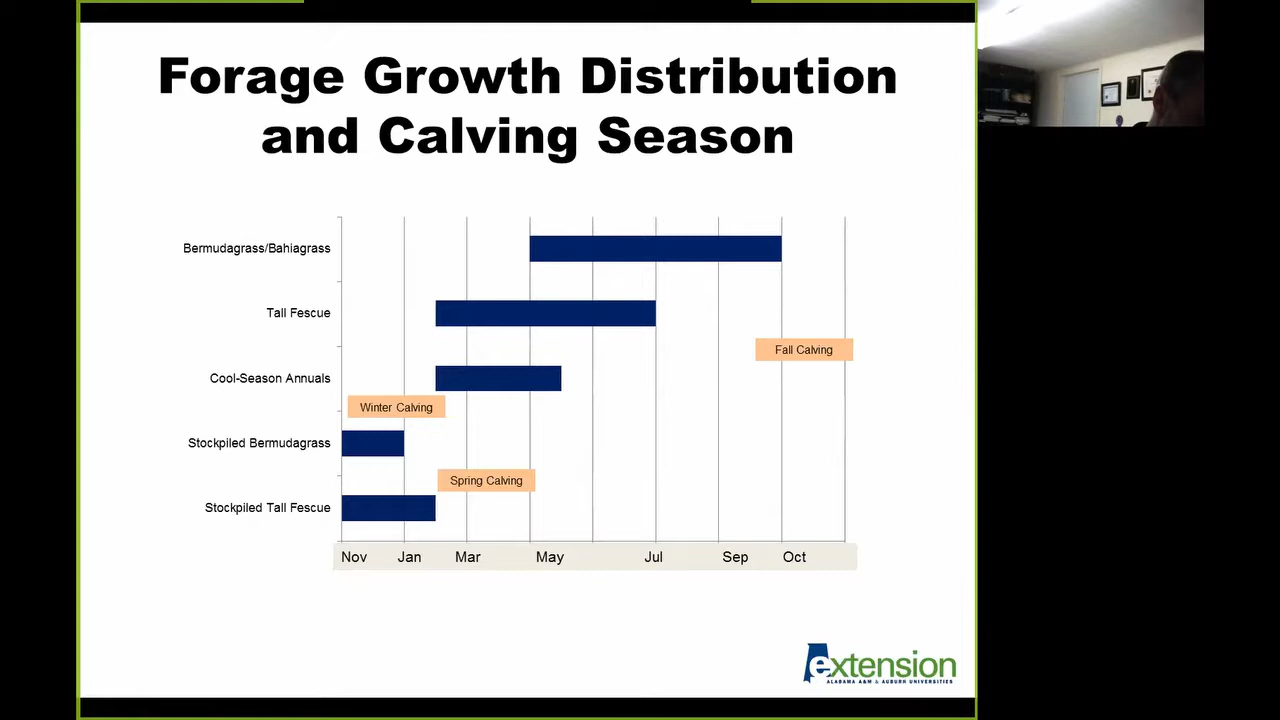 Forage Growth Distribution
and Calving Season
Bermudagrass/Bahiagrass
Tall Fescue
Fall Calving
Cool-Season Annuals
Winter Calving
Stockpiled Bermudagrass
Spring Calving
Stockpiled Tall Fescue
Nov Jan Mar May Jul Sep Oct
extension
ALABAMA A&M & AUBURN UNIVERSITIES